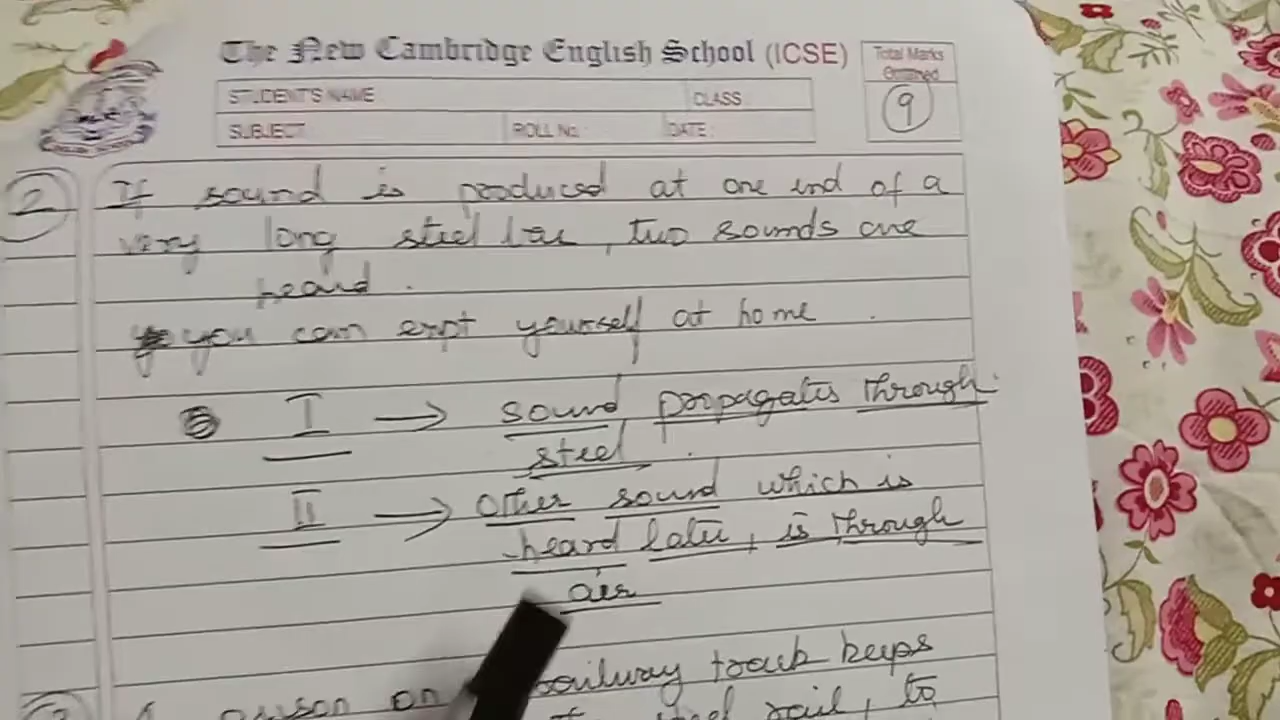 The New Cambridge English School (ICSE)
Total Marks
Obtained
9
STUDENT'S NAME
CLASS
SUBJECT
ROLL No.
DATE:
2
If sound is produced at one end of a
very long steel bar, two sounds are
heard.
you can expt yourself at home.
I → sound propagates through
steel.
II → Other sound which is
heard later, is through
air
railway track keeps
person on
steel rail, to